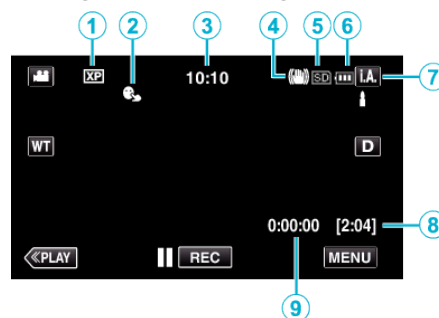 1 2 3 4 5 6 7
XP 10:10 SD i.A.
WT D
0:00:00 [2:04] 8
≪PLAY REC MENU
9